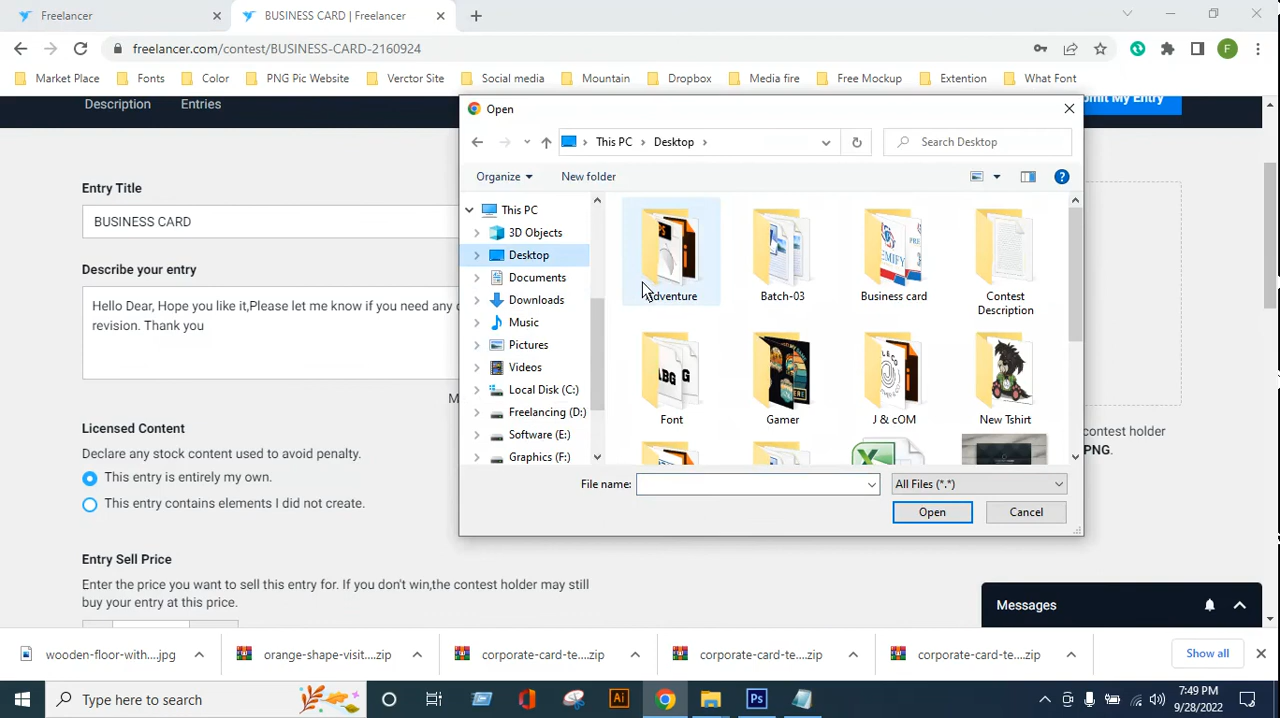 Freelancer
BUSINESS CARD | Freelancer
freelancer.com/contest/BUSINESS-CARD-2160924
F
Market Place
Fonts
Color
PNG Pic Website
Verctor Site
Social media
Mountain
Dropbox
Media fire
Free Mockup
Extention
What Font
Description
Entries
Entry Title
BUSINESS CARD
Describe your entry
Hello Dear, Hope you like it,Please let me know if you need any
revision. Thank you
Licensed Content
Declare any stock content used to avoid penalty.
This entry is entirely my own.
This entry contains elements I did not create.
Entry Sell Price
Enter the price you want to sell this entry for. If you don't win,the contest holder may still
buy your entry at this price.
Open
This PC
Desktop
Search Desktop
Organize
New folder
This PC
3D Objects
Desktop
Documents
Downloads
Music
Pictures
Videos
Local Disk (C:)
Freelancing (D:)
Software (E:)
Graphics (F:)
Adventure
Batch-03
Business card
Contest
Description
Font
Gamer
J & cOM
New Tshirt
File name:
All Files (*.*)
Open
Cancel
My Entry
contest holder
PNG.
Messages
wooden-floor-with....jpg
orange-shape-visit....zip
corporate-card-te....zip
corporate-card-te....zip
corporate-card-te....zip
Show all
Type here to search
Ai
Ps
7:49 PM
9/28/2022